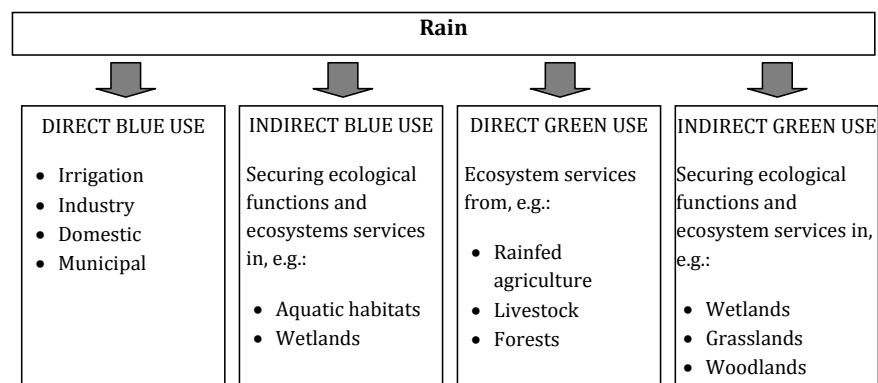 Rain
DIRECT BLUE USE
• Irrigation
• Industry
• Domestic
• Municipal
INDIRECT BLUE USE
Securing ecological
functions and
ecosystems services
in, e.g.:
• Aquatic habitats
• Wetlands
DIRECT GREEN USE
Ecosystem services
from, e.g.:
• Rainfed
agriculture
• Livestock
• Forests
INDIRECT GREEN USE
Securing ecological
functions and
ecosystem services in,
e.g.:
• Wetlands
• Grasslands
• Woodlands